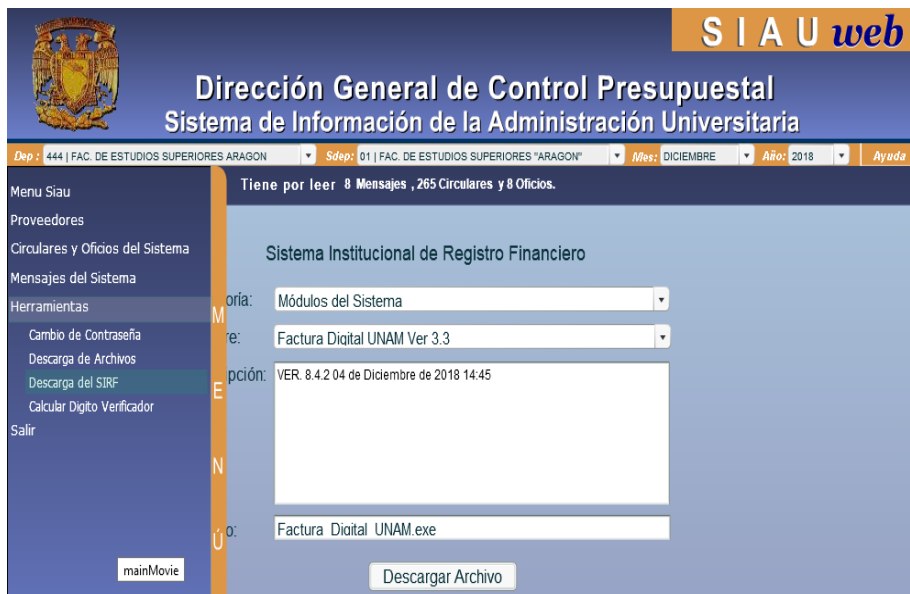 S I A U web
Dirección General de Control Presupuestal
Sistema de Información de la Administración Universitaria
Dep : 444 | FAC. DE ESTUDIOS SUPERIORES ARAGON Sdep: 01 | FAC. DE ESTUDIOS SUPERIORES "ARAGON" Mes: DICIEMBRE Año: 2018 Ayuda
Tiene por leer 8 Mensajes , 265 Circulares y 8 Oficios.
Menu Siau
Proveedores
Circulares y Oficios del Sistema
Mensajes del Sistema
Herramientas
Cambio de Contraseña
Descarga de Archivos
Descarga del SIRF
Calcular Digito Verificador
Salir
mainMovie
M
E
N
Ú
Sistema Institucional de Registro Financiero
oría: Módulos del Sistema
re: Factura Digital UNAM Ver 3.3
pción: VER. 8.4.2 04 de Diciembre de 2018 14:45
o: Factura_Digital_UNAM.exe
Descargar Archivo